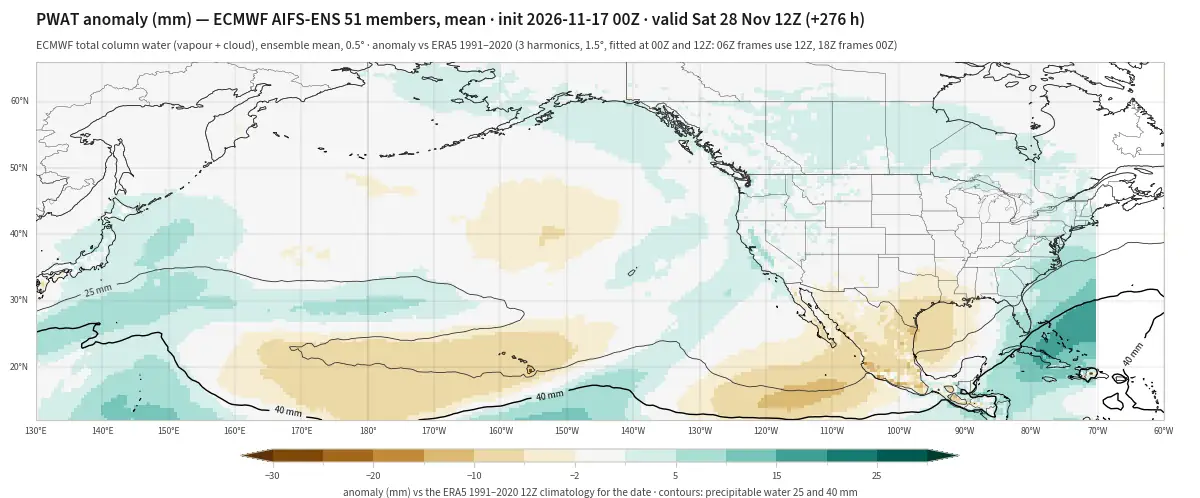 PWAT anomaly (mm) — ECMWF AIFS-ENS 51 members, mean · init 2026-11-17 00Z · valid Sat 28 Nov 12Z (+276 h)
ECMWF total column water (vapour + cloud), ensemble mean, 0.5° · anomaly vs ERA5 1991–2020 (3 harmonics, 1.5°, fitted at 00Z and 12Z: 06Z frames use 12Z, 18Z frames 00Z)
60°N
50°N
40°N
30°N
20°N
25 mm
40 mm
40 mm
40 mm
130°E 140°E 150°E 160°E 170°E 180° 170°W 160°W 150°W 140°W 130°W 120°W 110°W 100°W 90°W 80°W 70°W 60°W
−30 −20 −10 −2 5 15 25
anomaly (mm) vs the ERA5 1991–2020 12Z climatology for the date · contours: precipitable water 25 and 40 mm